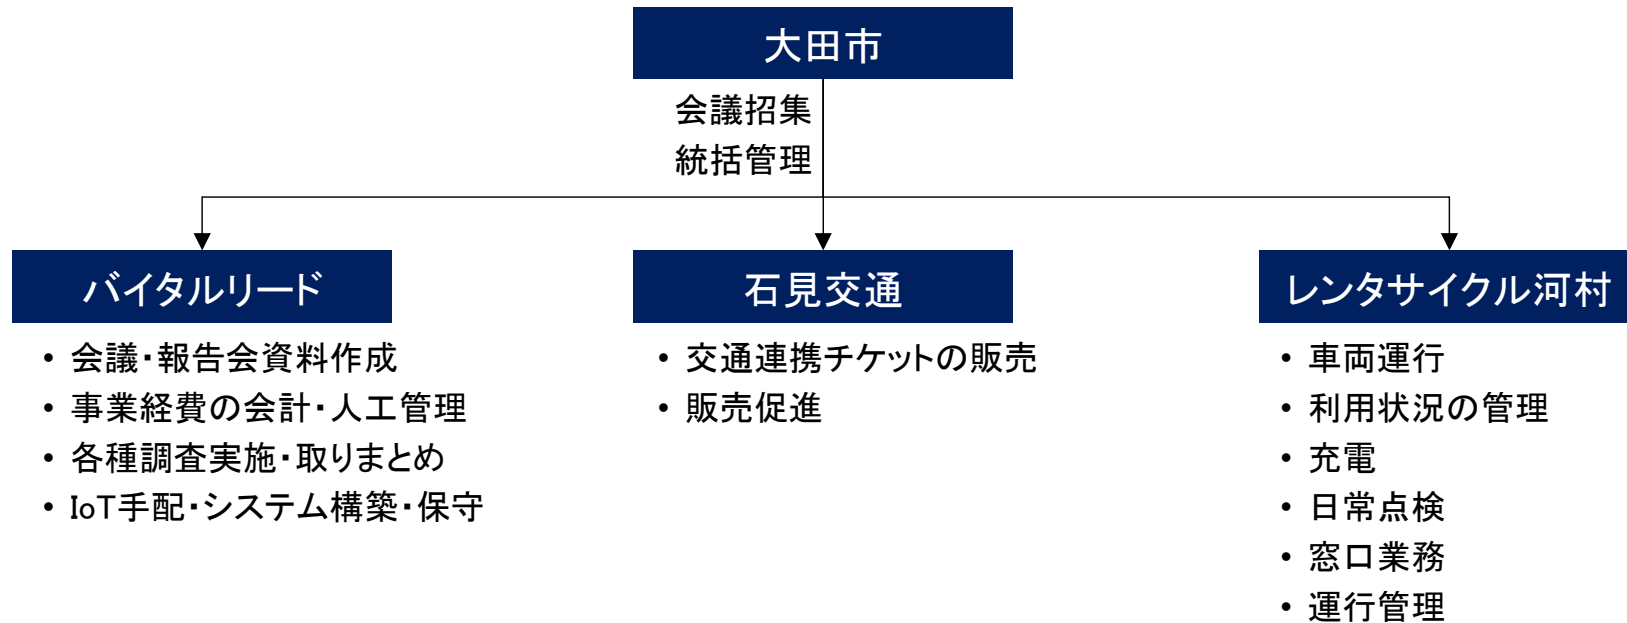 大田市
会議招集
統括管理
バイタルリード
• 会議・報告会資料作成
• 事業経費の会計・人工管理
• 各種調査実施・取りまとめ
• IoT手配・システム構築・保守
石見交通
• 交通連携チケットの販売
• 販売促進
レンタサイクル河村
• 車両運行
• 利用状況の管理
• 充電
• 日常点検
• 窓口業務
• 運行管理